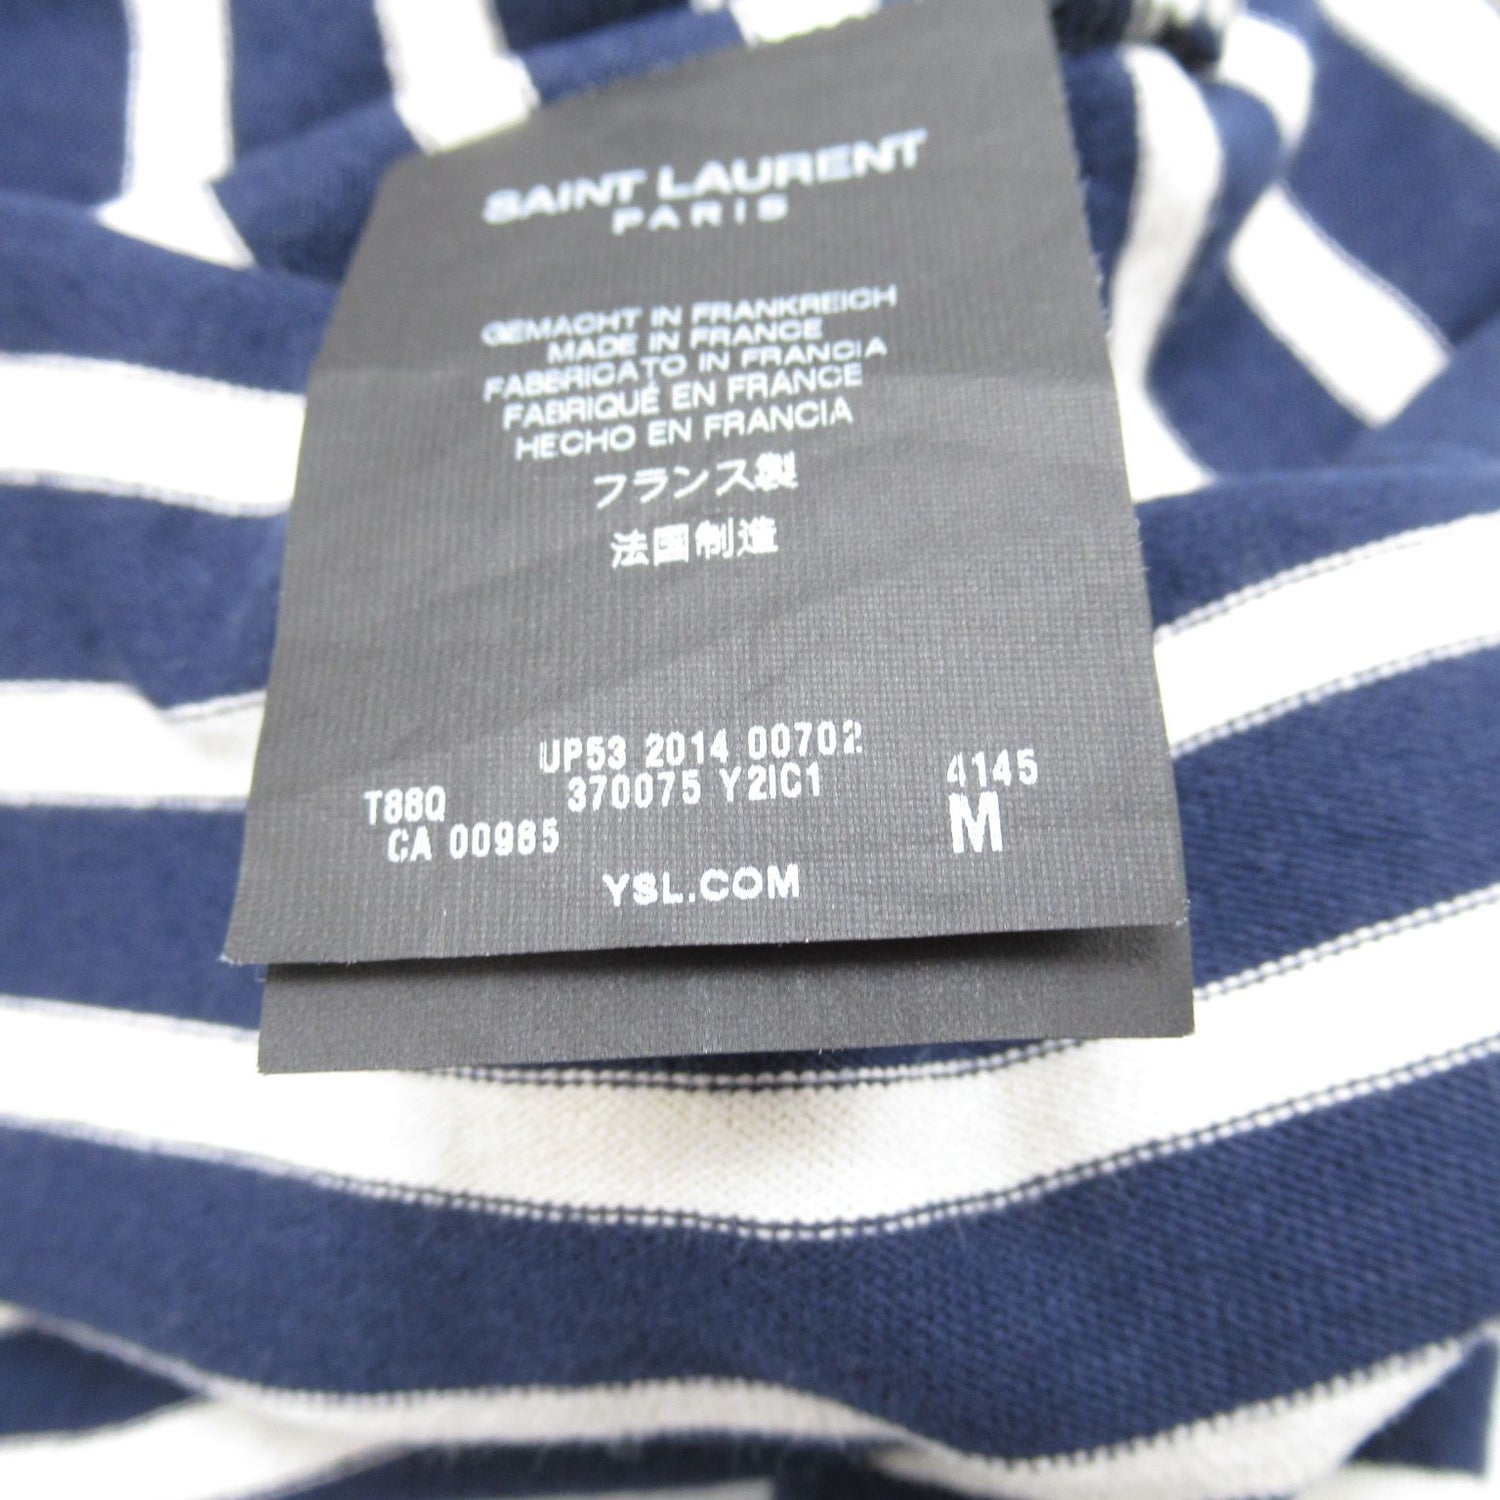 SAINT LAURENT
PARIS
GEMACHT IN FRANKREICH
MADE IN FRANCE
FABBRICATO IN FRANCIA
FABRIQUÉ EN FRANCE
HECHO EN FRANCIA
フランス製
法国制造
UP53 2014 00702
370075 Y2IC1
4145
T88Q
M
CA 00985
YSL.COM